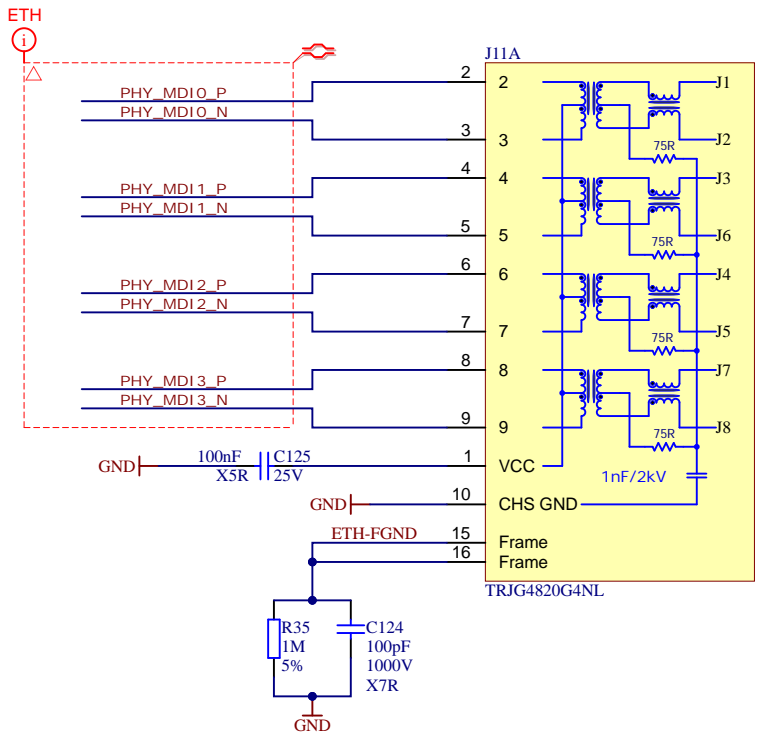 ETH
i
J11A
PHY_MDI0_P
2
2
J1
PHY_MDI0_N
3
3
J2
75R
PHY_MDI1_P
4
4
J3
PHY_MDI1_N
5
5
J6
75R
PHY_MDI2_P
6
6
J4
PHY_MDI2_N
7
7
J5
75R
PHY_MDI3_P
8
8
J7
PHY_MDI3_N
9
9
J8
75R
GND
100nF
X5R
C125
25V
1
VCC
1nF/2kV
GND
10
CHS GND
ETH-FGND
15
Frame
16
Frame
TRJG4820G4NL
R35
1M
5%
C124
100pF
1000V
X7R
GND